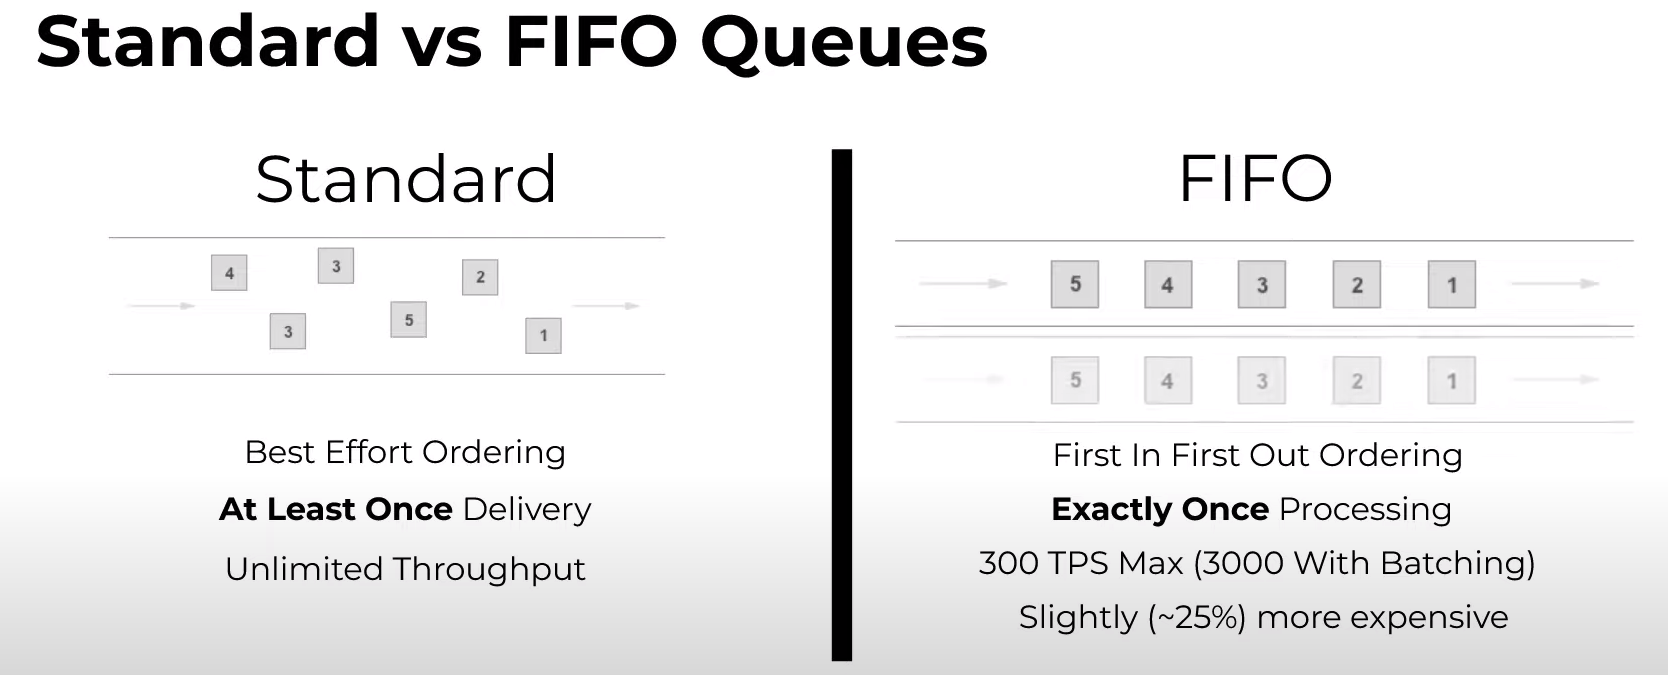 Standard vs FIFO Queues
Standard
4
3
2
3
5
1
Best Effort Ordering
At Least Once Delivery
Unlimited Throughput
FIFO
5 4 3 2 1
5 4 3 2 1
First In First Out Ordering
Exactly Once Processing
300 TPS Max (3000 With Batching)
Slightly (~25%) more expensive